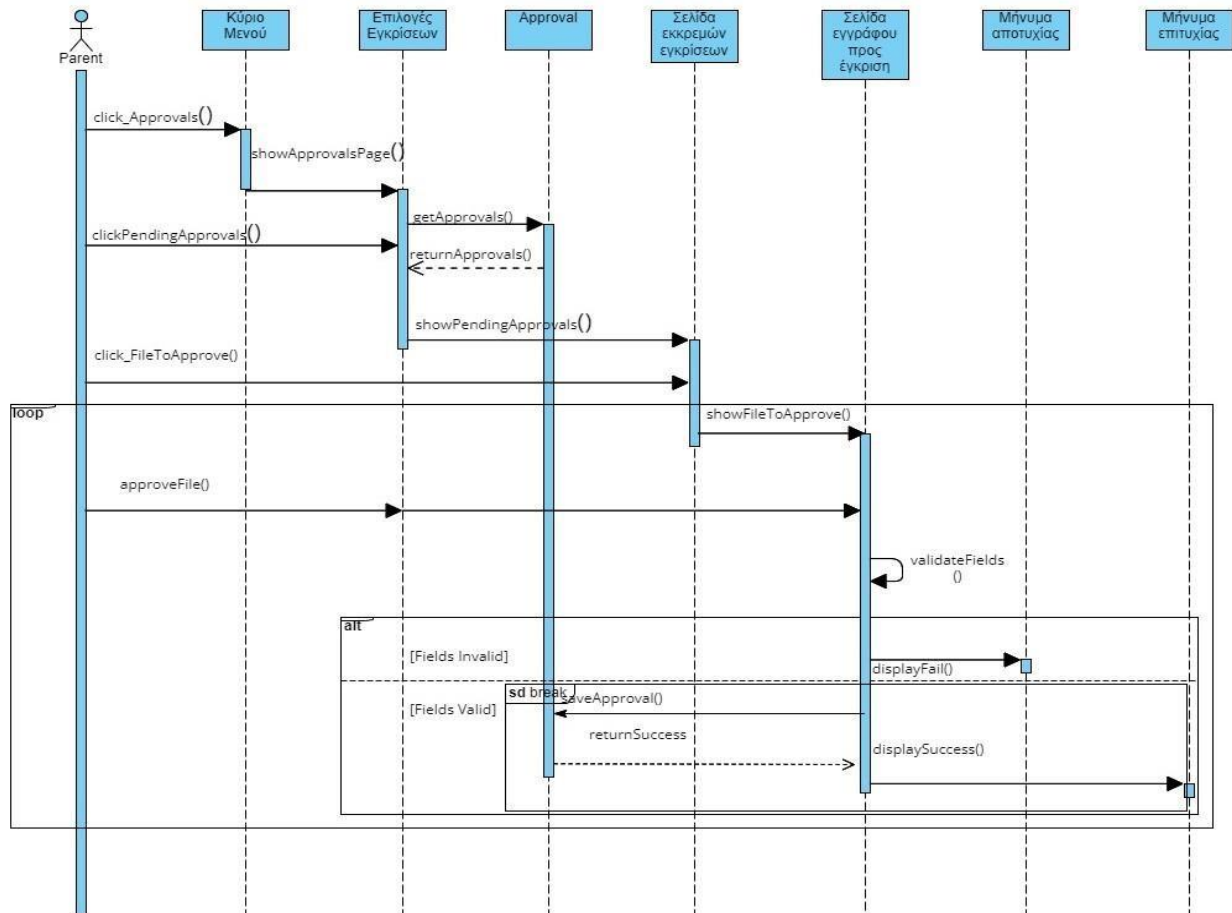 Parent
Κύριο
Μενού
Επιλογές
Εγκρίσεων
Approval
Σελίδα
εκκρεμών
εγκρίσεων
Σελίδα
εγγράφου
προς
έγκριση
Μήνυμα
αποτυχίας
Μήνυμα
επιτυχίας
click_Approvals()
showApprovalsPage()
getApprovals()
clickPendingApprovals()
returnApprovals()
showPendingApprovals()
click_FileToApprove()
loop
showFileToApprove()
approveFile()
validateFields
()
alt
[Fields Invalid]
displayFail()
sd break
saveApproval()
[Fields Valid]
returnSuccess
displaySuccess()